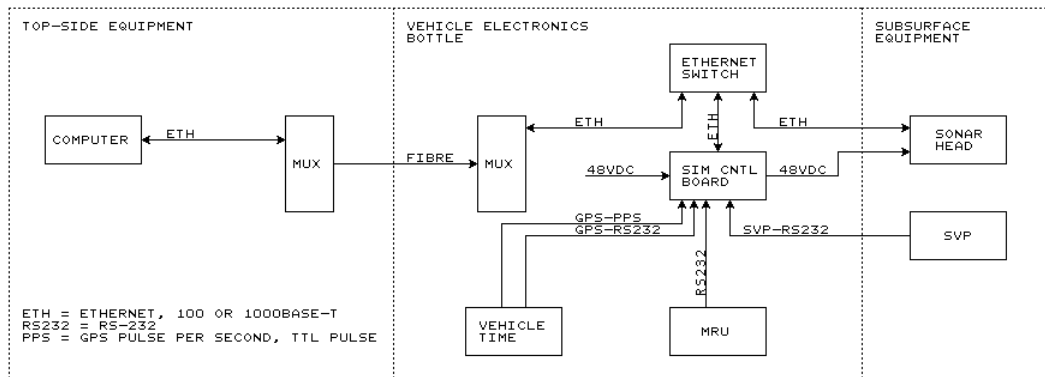 TOP-SIDE EQUIPMENT
VEHICLE ELECTRONICS
BOTTLE
SUBSURFACE
EQUIPMENT
ETHERNET
SWITCH
COMPUTER
ETH
MUX
FIBRE
MUX
ETH
ETH
ETH
SONAR
HEAD
48VDC
SIM CNTL
BOARD
48VDC
GPS-PPS
GPS-RS232
SVP-RS232
SVP
RS232
VEHICLE
TIME
MRU
ETH = ETHERNET, 100 OR 1000BASE-T
RS232 = RS-232
PPS = GPS PULSE PER SECOND, TTL PULSE